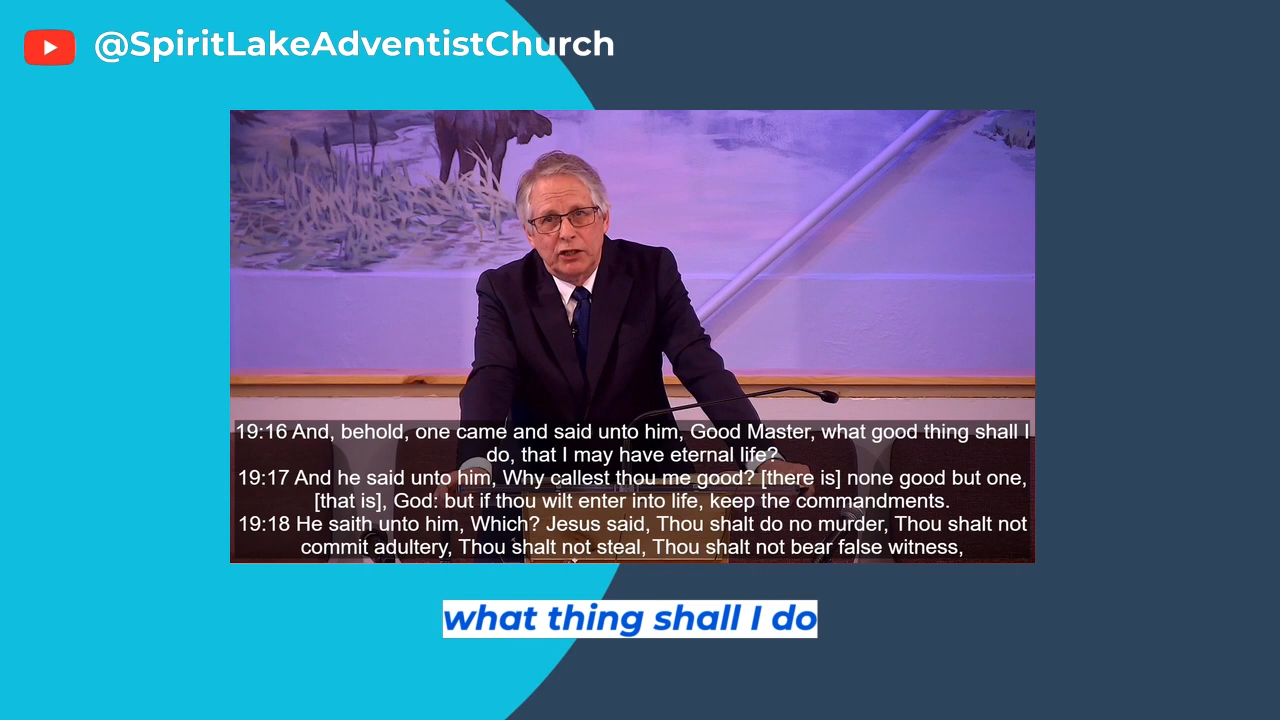 @SpiritLakeAdventistChurch
19:16 And, behold, one came and said unto him, Good Master, what good thing shall I
do, that I may have eternal life?
19:17 And he said unto him, Why callest thou me good? [there is] none good but one,
[that is], God: but if thou wilt enter into life, keep the commandments.
19:18 He saith unto him, Which? Jesus said, Thou shalt do no murder, Thou shalt not
commit adultery, Thou shalt not steal, Thou shalt not bear false witness,
what thing shall I do